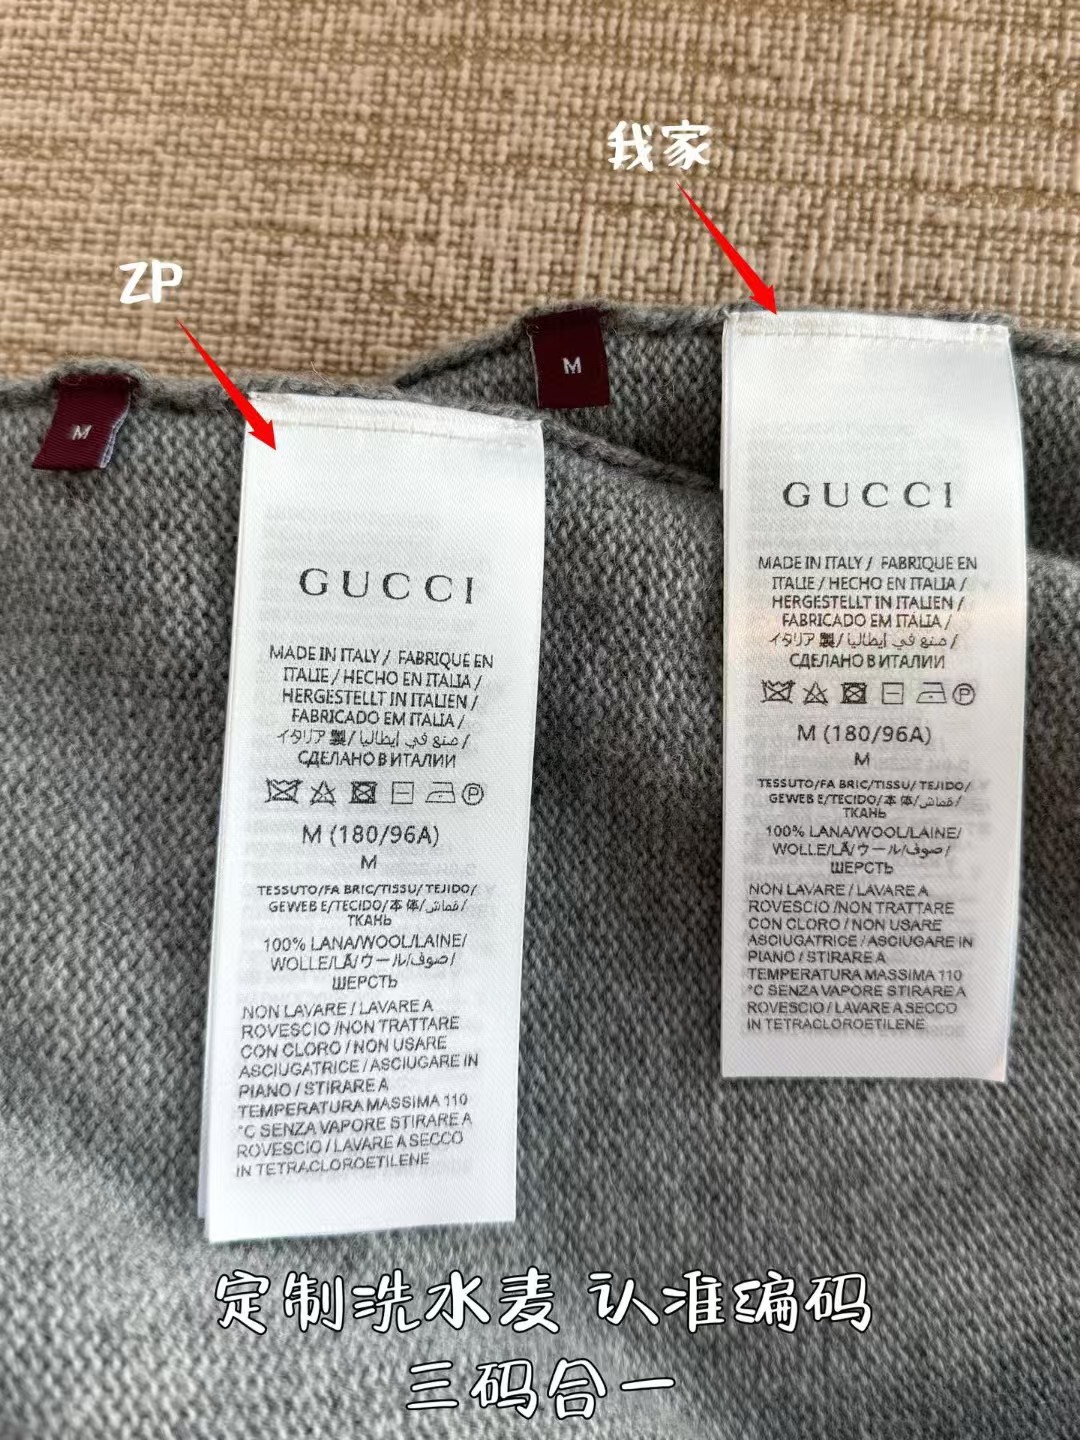 我家
ZP
M
M
GUCCI
MADE IN ITALY / FABRIQUE EN
ITALIE / HECHO EN ITALIA /
HERGESTELLT IN ITALIEN /
FABRICADO EM ITALIA /
イタリア製/ صنع في إيطاليا /
СДЕЛАНО В ИТАЛИИ
P
M (180/96A)
M
TESSUTO/FA BRIC/TISSU/ TEJIDO/
GEWEB E/TECIDO/本体/قماش/
ТКАНЬ
100% LANA/WOOL/LAINE/
WOLLE/LÃ/ウール/صوف/
ШЕРСТЬ
NON LAVARE / LAVARE A
ROVESCIO /NON TRATTARE
CON CLORO / NON USARE
ASCIUGATRICE / ASCIUGARE IN
PIANO / STIRARE A
TEMPERATURA MASSIMA 110
°C SENZA VAPORE STIRARE A
ROVESCIO / LAVARE A SECCO
IN TETRACLOROETILENE
GUCCI
MADE IN ITALY / FABRIQUE EN
ITALIE / HECHO EN ITALIA /
HERGESTELLT IN ITALIEN /
FABRICADO EM ITÁLIA /
イタリア製/ صنع في إيطاليا /
СДЕЛАНО В ИТАЛИИ
P
M (180/96A)
M
TESSUTO/FA BRIC/TISSU/ TEJIDO/
GEWEB E/TECIDO/本体/قماش/
ТКАНЬ
100% LANA/WOOL/LAINE/
WOLLE/LÃ/ウール/صوف/
ШЕРСТЬ
NON LAVARE / LAVARE A
ROVESCIO /NON TRATTARE
CON CLORO / NON USARE
ASCIUGATRICE / ASCIUGARE IN
PIANO / STIRARE A
TEMPERATURA MASSIMA 110
°C SENZA VAPORE STIRARE A
ROVESCIO / LAVARE A SECCO
IN TETRACLOROETILENE
定制洗水麦 认准编码
三码合一